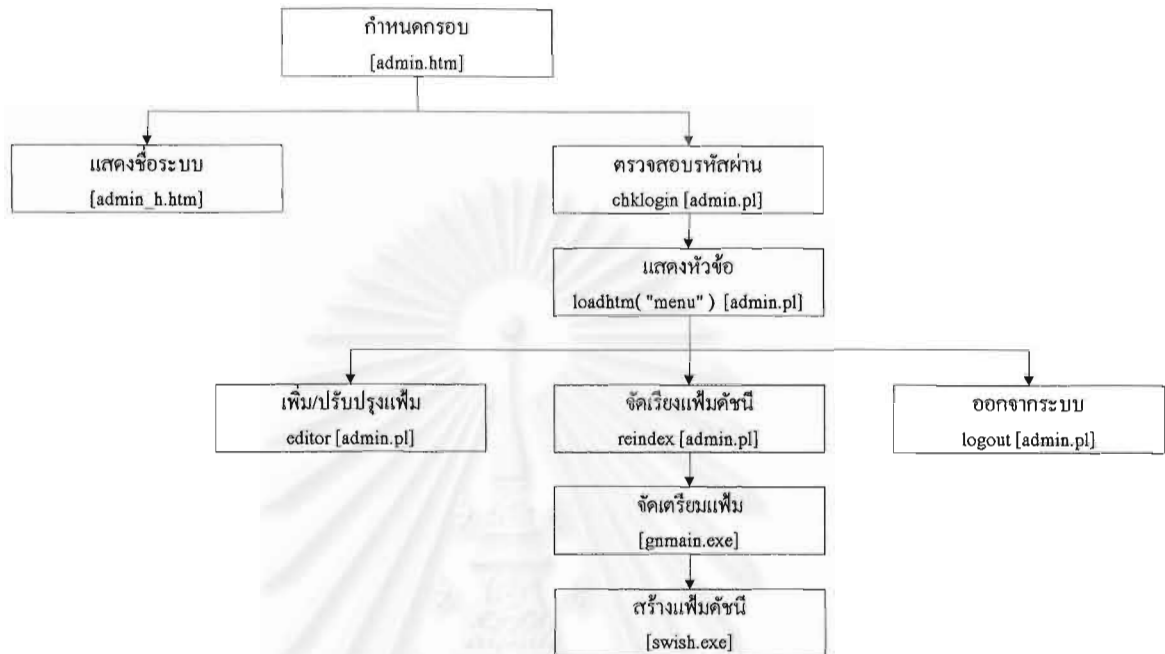 กำหนดกรอบ
[admin.htm]
แสดงชื่อระบบ
[admin_h.htm]
ตรวจสอบรหัสผ่าน
chklogin [admin.pl]
แสดงหัวข้อ
loadhtm( "menu" ) [admin.pl]
เพิ่ม/ปรับปรุงแฟ้ม
editor [admin.pl]
จัดเรียงแฟ้มดัชนี
reindex [admin.pl]
ออกจากระบบ
logout [admin.pl]
จัดเตรียมแฟ้ม
[gnmain.exe]
สร้างแฟ้มดัชนี
[swish.exe]